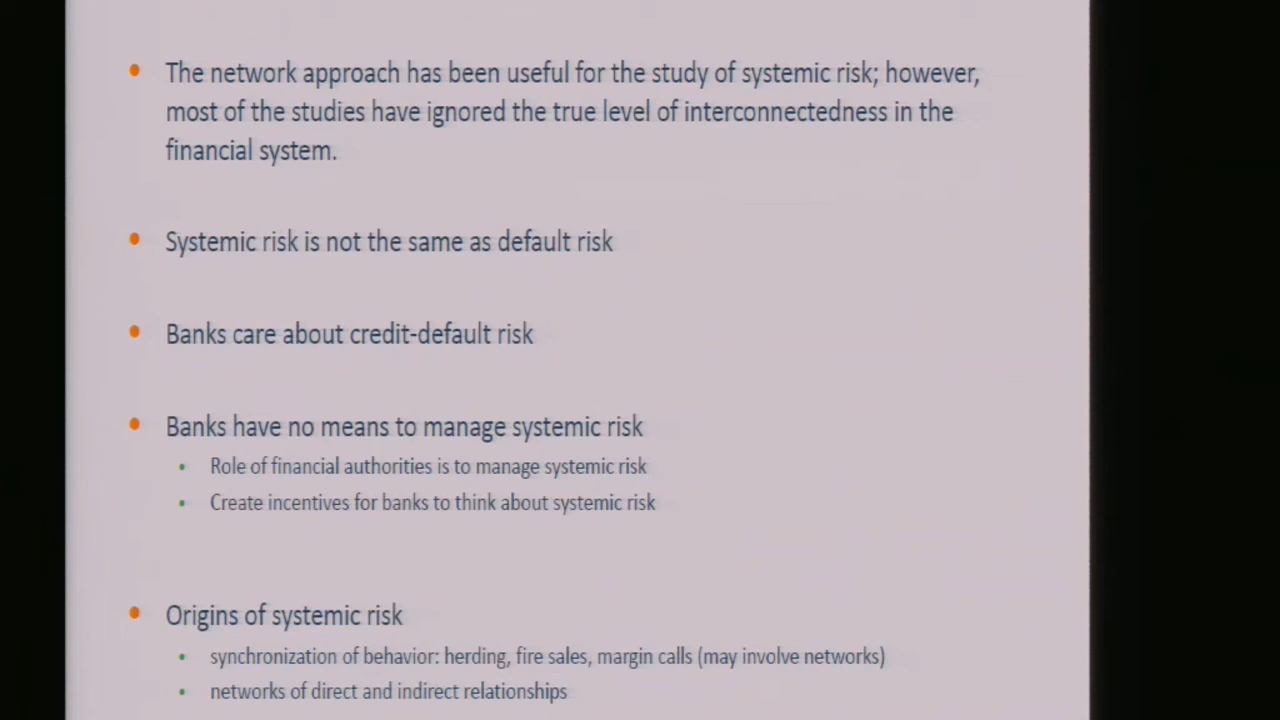 The network approach has been useful for the study of systemic risk; however,
most of the studies have ignored the true level of interconnectedness in the
financial system.
Systemic risk is not the same as default risk
Banks care about credit-default risk
Banks have no means to manage systemic risk
Role of financial authorities is to manage systemic risk
Create incentives for banks to think about systemic risk
Origins of systemic risk
synchronization of behavior: herding, fire sales, margin calls (may involve networks)
networks of direct and indirect relationships